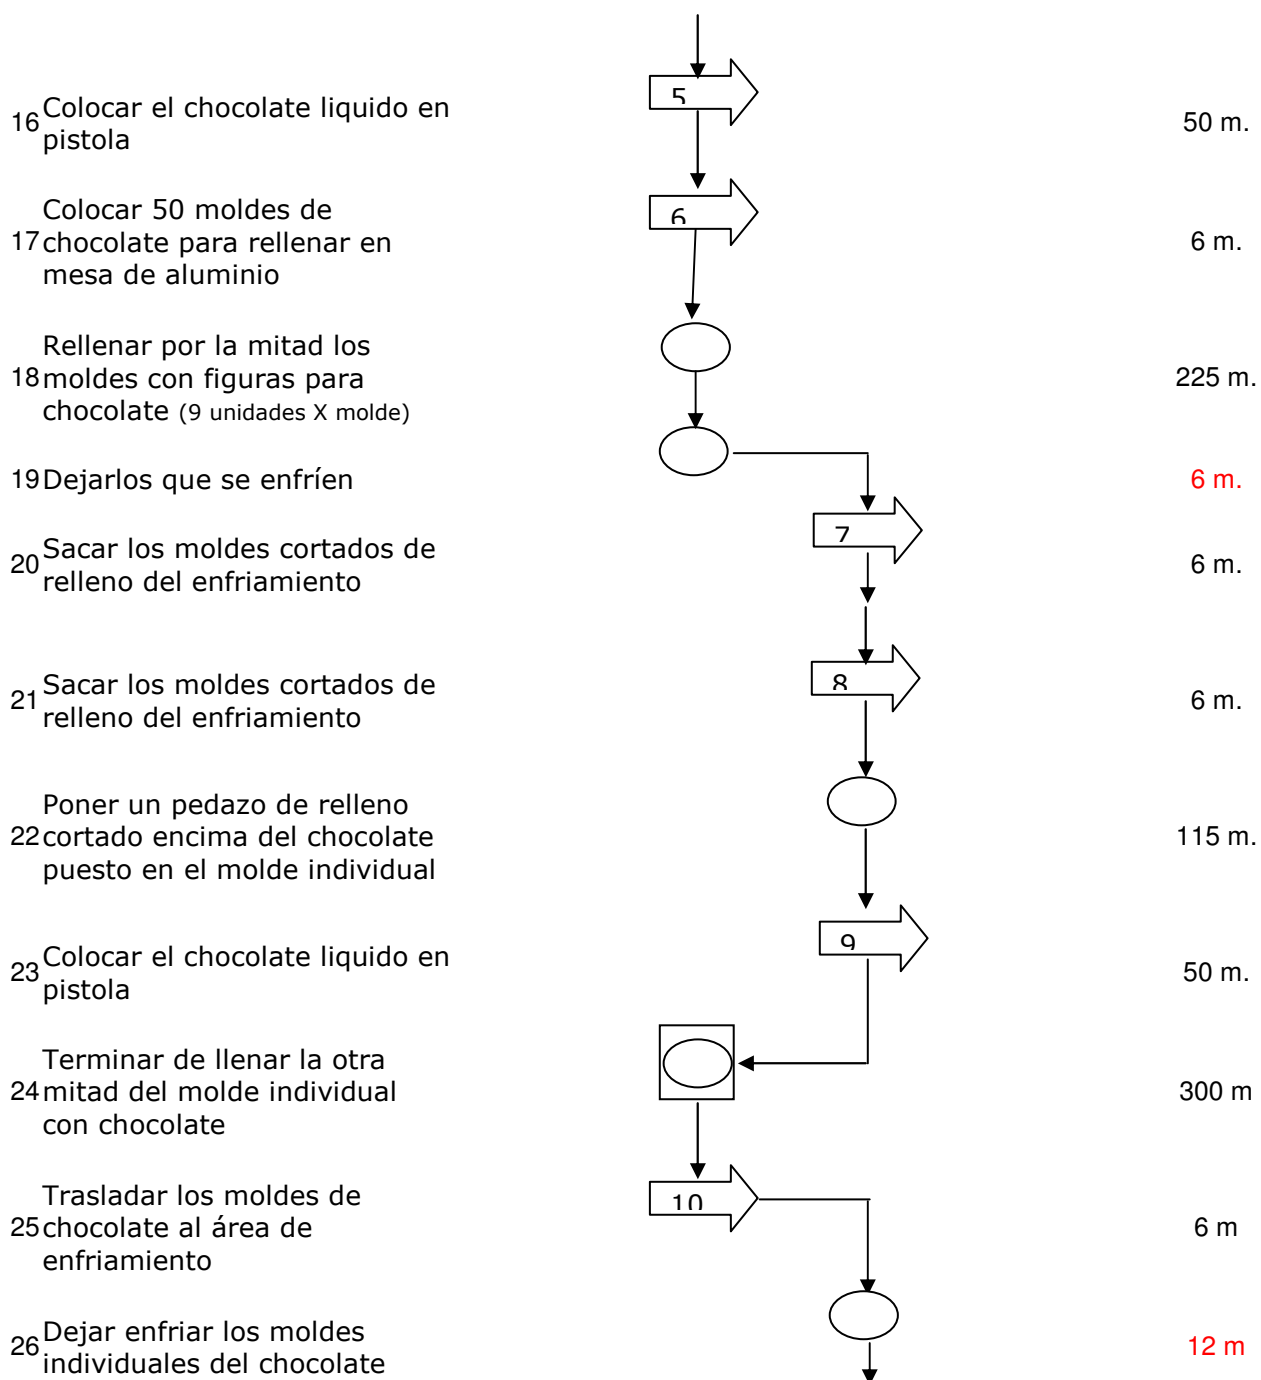 5
16 Colocar el chocolate liquido en
pistola
50 m.
6
Colocar 50 moldes de
17 chocolate para rellenar en
mesa de aluminio
6 m.
Rellenar por la mitad los
18 moldes con figuras para
chocolate (9 unidades X molde)
225 m.
19 Dejarlos que se enfríen
6 m.
7
20 Sacar los moldes cortados de
relleno del enfriamiento
6 m.
8
21 Sacar los moldes cortados de
relleno del enfriamiento
6 m.
Poner un pedazo de relleno
22 cortado encima del chocolate
puesto en el molde individual
115 m.
9
23 Colocar el chocolate liquido en
pistola
50 m.
Terminar de llenar la otra
24 mitad del molde individual
con chocolate
300 m
Trasladar los moldes de
25 chocolate al área de
enfriamiento
10
6 m
26 Dejar enfriar los moldes
individuales del chocolate
12 m